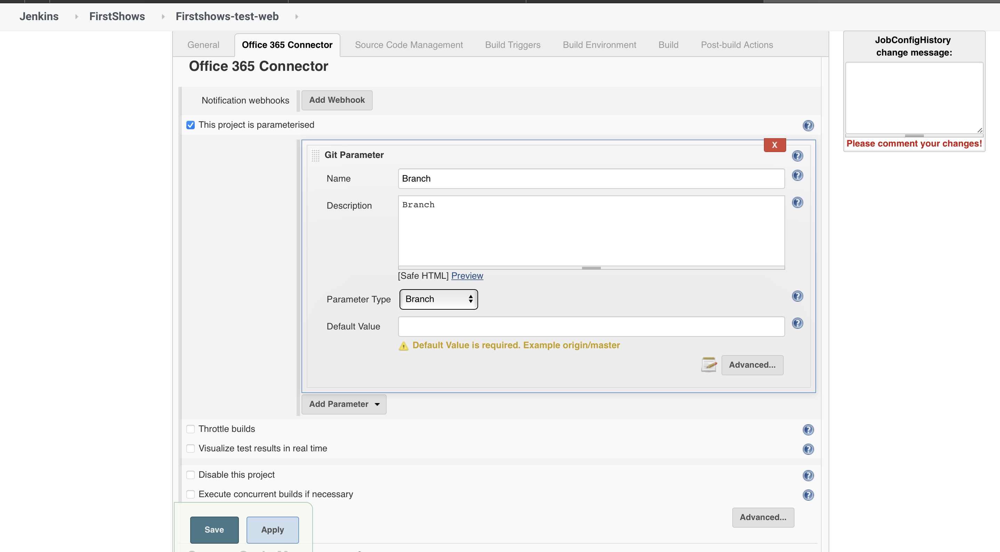 Jenkins FirstShows Firstshows-test-web
General Office 365 Connector Source Code Management Build Triggers Build Environment Build Post-build Actions
JobConfigHistory
change message:
Please comment your changes!
Office 365 Connector
Notification webhooks Add Webhook
This project is parameterised
X
Git Parameter
Name Branch
Description Branch
[Safe HTML] Preview
Parameter Type Branch
Default Value
Default Value is required. Example origin/master
Advanced...
Add Parameter
Throttle builds
Visualize test results in real time
Disable this project
Execute concurrent builds if necessary
Advanced...
Save Apply